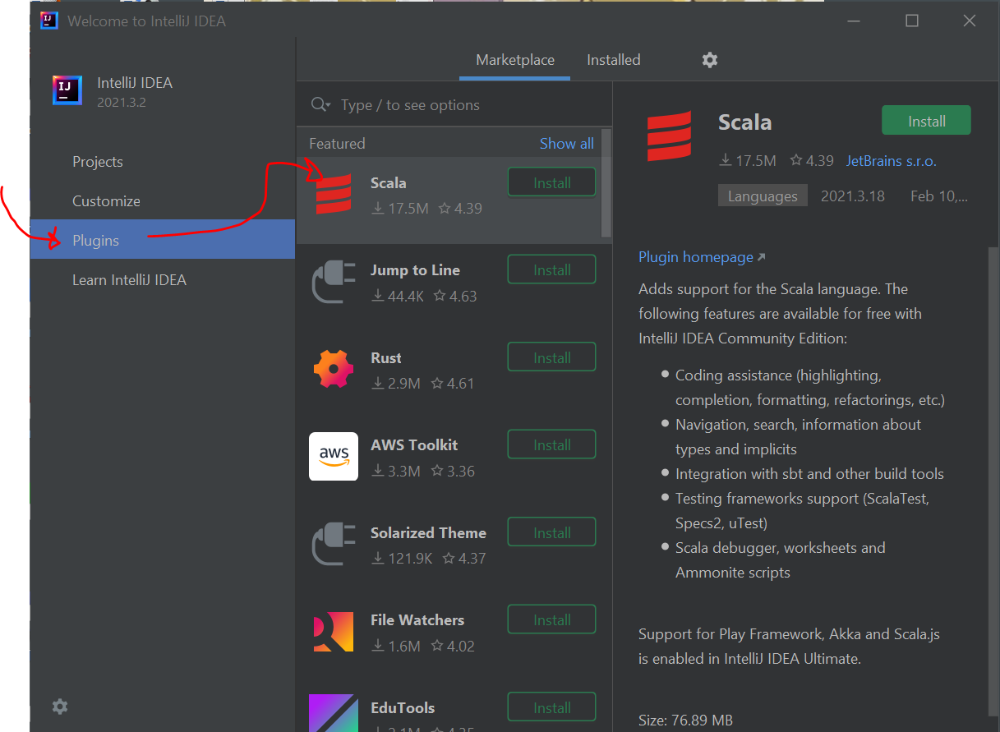 Welcome to IntelliJ IDEA
IntelliJ IDEA
2021.3.2
Projects
Customize
Plugins
Learn IntelliJ IDEA
Marketplace
Installed
Type / to see options
Featured
Show all
Scala
Install
17.5M 4.39
Jump to Line
Install
44.4K 4.63
Rust
Install
2.9M 4.61
aws
AWS Toolkit
Install
3.3M 3.36
Solarized Theme
Install
121.9K 4.37
File Watchers
Install
1.6M 4.02
EduTools
Install
2.1M 4.35
Scala
Install
17.5M 4.39 JetBrains s.r.o.
Languages 2021.3.18 Feb 10,...
Plugin homepage
Adds support for the Scala language. The
following features are available for free with
IntelliJ IDEA Community Edition:
Coding assistance (highlighting,
completion, formatting, refactorings, etc.)
Navigation, search, information about
types and implicits
Integration with sbt and other build tools
Testing frameworks support (ScalaTest,
Specs2, uTest)
Scala debugger, worksheets and
Ammonite scripts
Support for Play Framework, Akka and Scala.js
is enabled in IntelliJ IDEA Ultimate.
Size: 76.89 MB